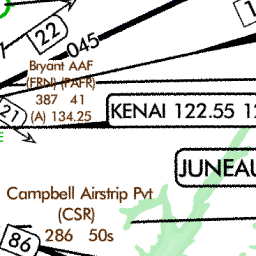 22
045
Bryant AAF
(FRN) (PAFR)
387 41
(A) 134.25
21
KENAI 122.55
JUNEAU
Campbell Airstrip Pvt
(CSR)
286 50s
86